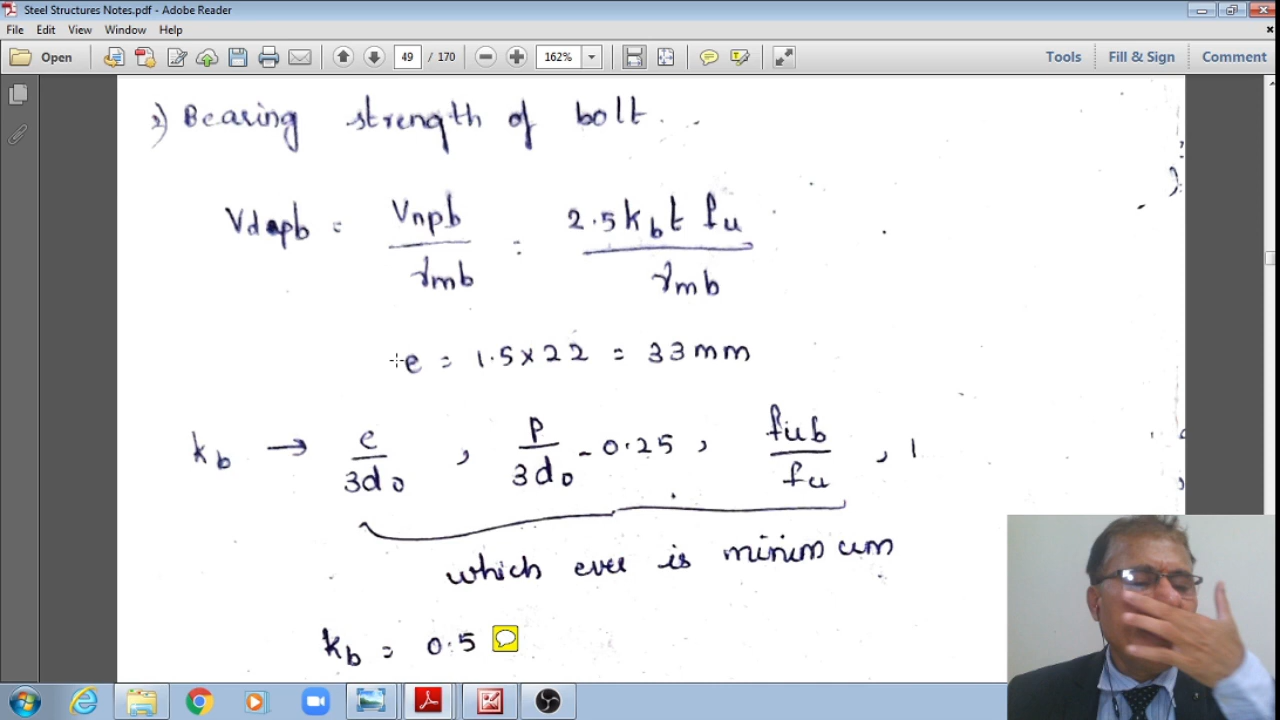 Steel Structures Notes.pdf - Adobe Reader
File Edit View Window Help
Open 49 / 170 162% Tools Fill & Sign Comment
2) Bearing strength of bolt.
Vdpb = Vnpb / γmb = 2.5 kb t fu / γmb
e = 1.5 × 22 = 33 mm
kb → e / 3d0 , p / 3d0 - 0.25 , fub / fu , 1
which ever is minimum
kb = 0.5